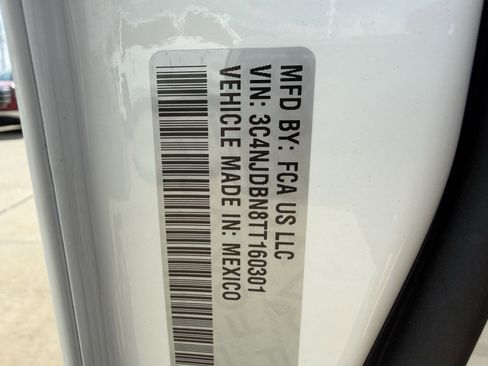 MFD BY: FCA US LLC
VIN: 3C4NJDBN8TT160301
VEHICLE MADE IN: MEXICO